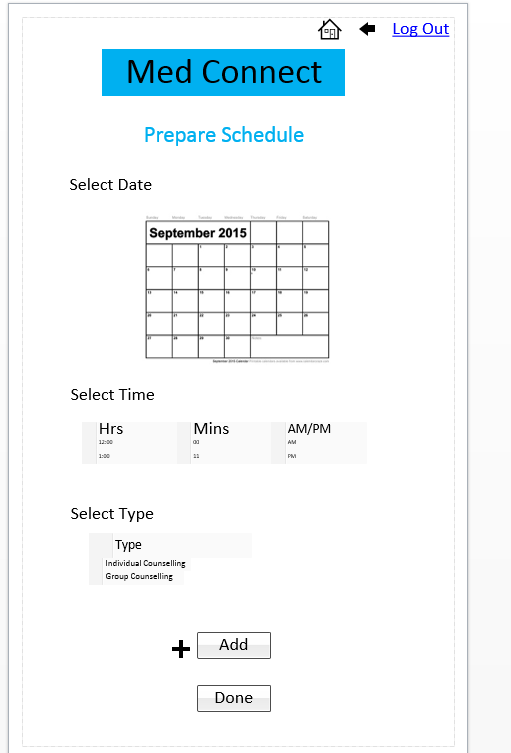 Log Out
Med Connect
Prepare Schedule
Select Date
Sunday Monday Tuesday Wednesday Thursday Friday Saturday
September 2015
1 2 3 4 5
6 7 8 9 10 11 12
13 14 15 16 17 18 19
20 21 22 23 24 25 26
27 28 29 30 Notes:
Select Time
Hrs Mins AM/PM
12:00 00 AM
1:00 11 PM
Select Type
Type
Individual Counselling
Group Counselling
Add
Done